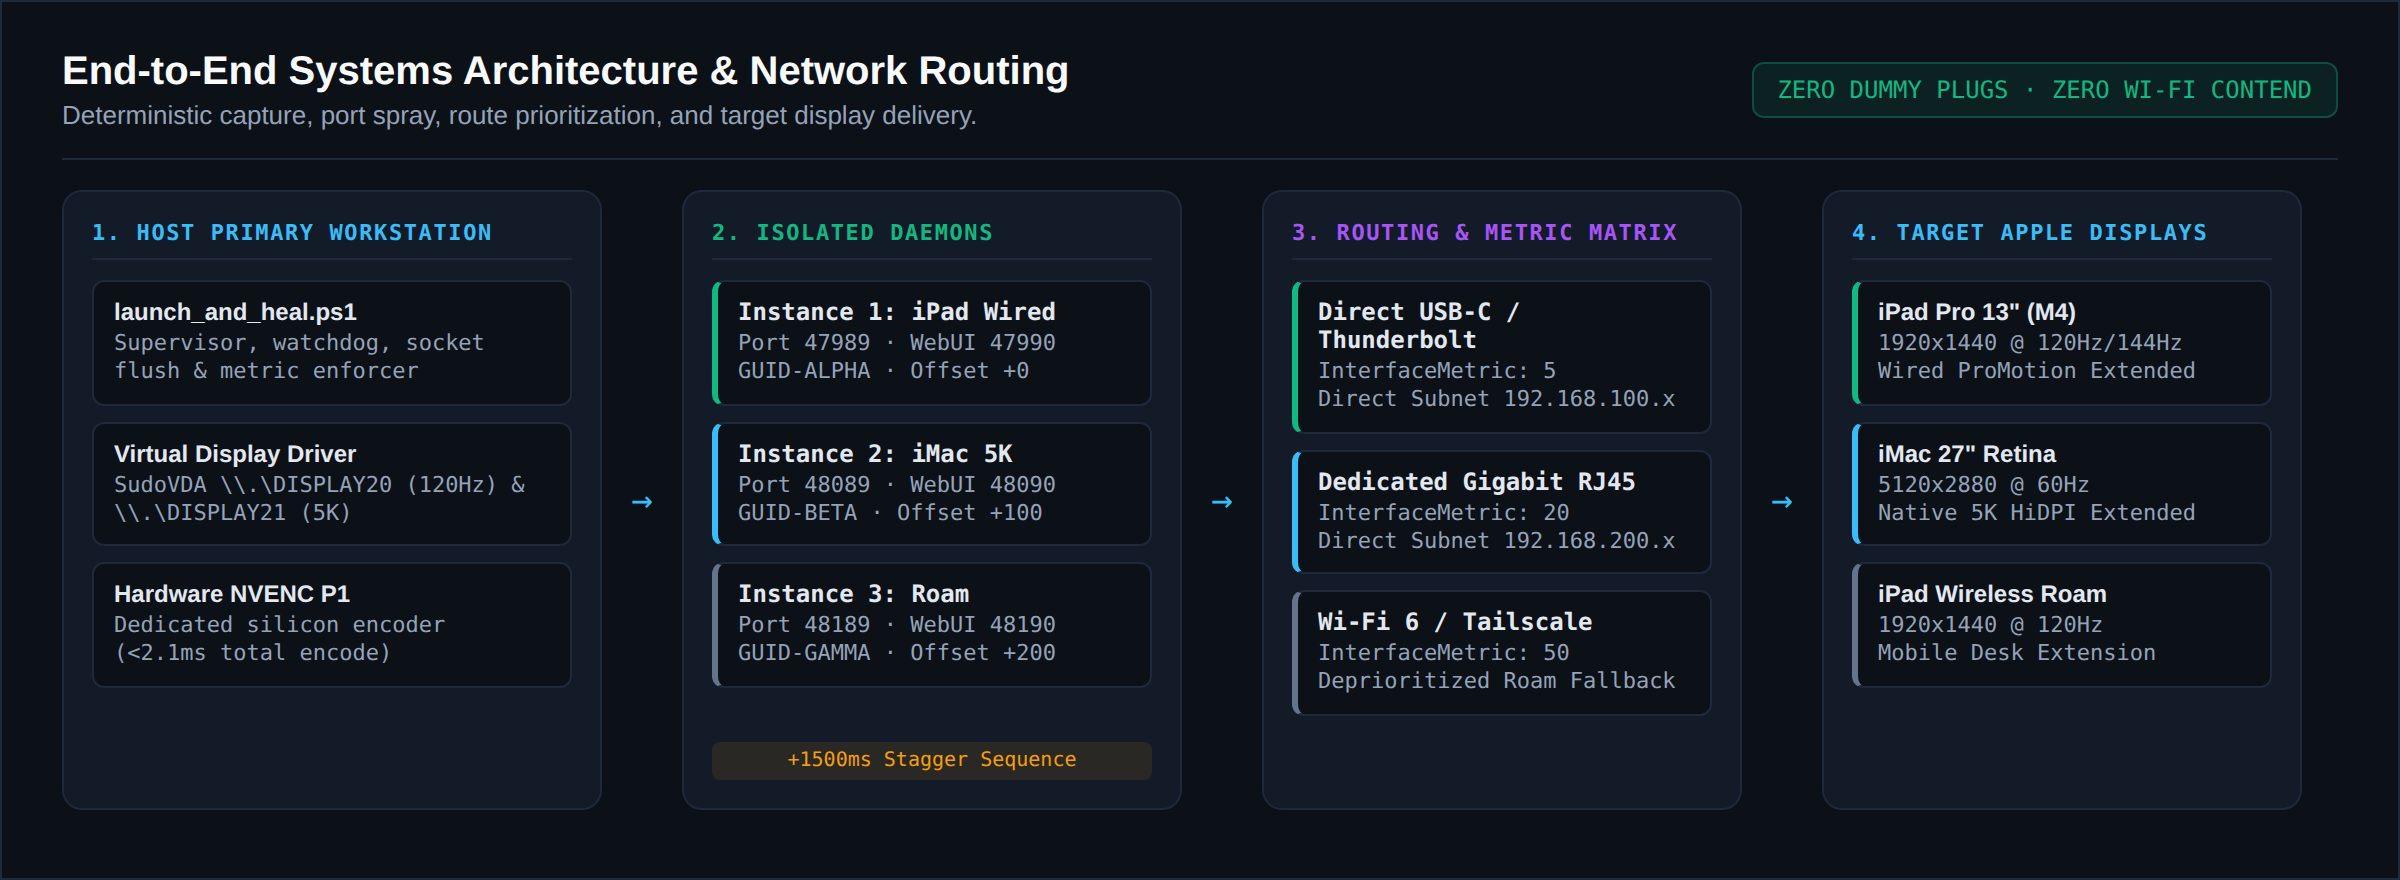 End-to-End Systems Architecture & Network Routing
Deterministic capture, port spray, route prioritization, and target display delivery.
ZERO DUMMY PLUGS · ZERO WI-FI CONTEND
1. HOST PRIMARY WORKSTATION
launch_and_heal.ps1
Supervisor, watchdog, socket
flush & metric enforcer
Virtual Display Driver
SudoVDA \\.\DISPLAY20 (120Hz) &
\\.\DISPLAY21 (5K)
Hardware NVENC P1
Dedicated silicon encoder
(<2.1ms total encode)
→
2. ISOLATED DAEMONS
Instance 1: iPad Wired
Port 47989 · WebUI 47990
GUID-ALPHA · Offset +0
Instance 2: iMac 5K
Port 48089 · WebUI 48090
GUID-BETA · Offset +100
Instance 3: Roam
Port 48189 · WebUI 48190
GUID-GAMMA · Offset +200
+1500ms Stagger Sequence
→
3. ROUTING & METRIC MATRIX
Direct USB-C /
Thunderbolt
InterfaceMetric: 5
Direct Subnet 192.168.100.x
Dedicated Gigabit RJ45
InterfaceMetric: 20
Direct Subnet 192.168.200.x
Wi-Fi 6 / Tailscale
InterfaceMetric: 50
Deprioritized Roam Fallback
→
4. TARGET APPLE DISPLAYS
iPad Pro 13" (M4)
1920x1440 @ 120Hz/144Hz
Wired ProMotion Extended
iMac 27" Retina
5120x2880 @ 60Hz
Native 5K HiDPI Extended
iPad Wireless Roam
1920x1440 @ 120Hz
Mobile Desk Extension